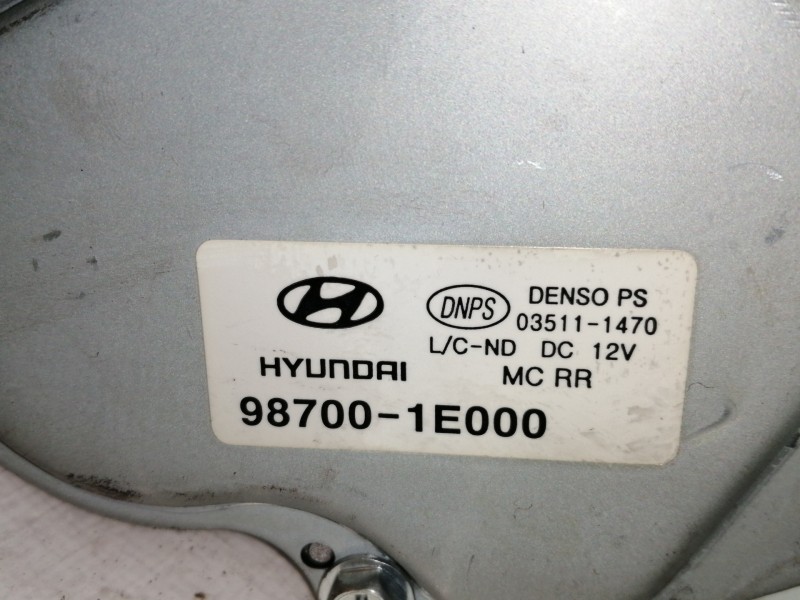 HYUNDAI
98700-1E000
DNPS
DENSO PS
03511-1470
L/C-ND DC 12V
MC RR